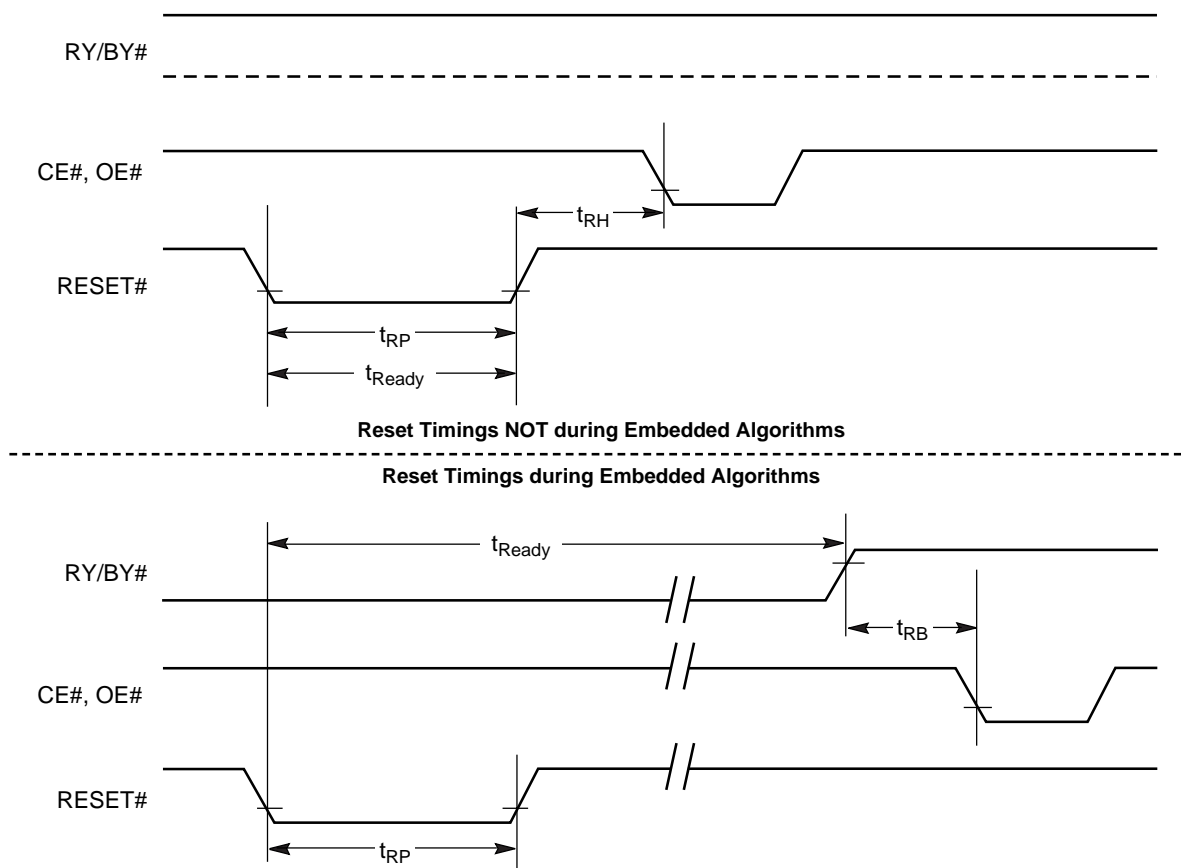 RY/BY#
CE#, OE#
tRH
RESET#
tRP
tReady
Reset Timings NOT during Embedded Algorithms
Reset Timings during Embedded Algorithms
tReady
RY/BY#
tRB
CE#, OE#
RESET#
tRP